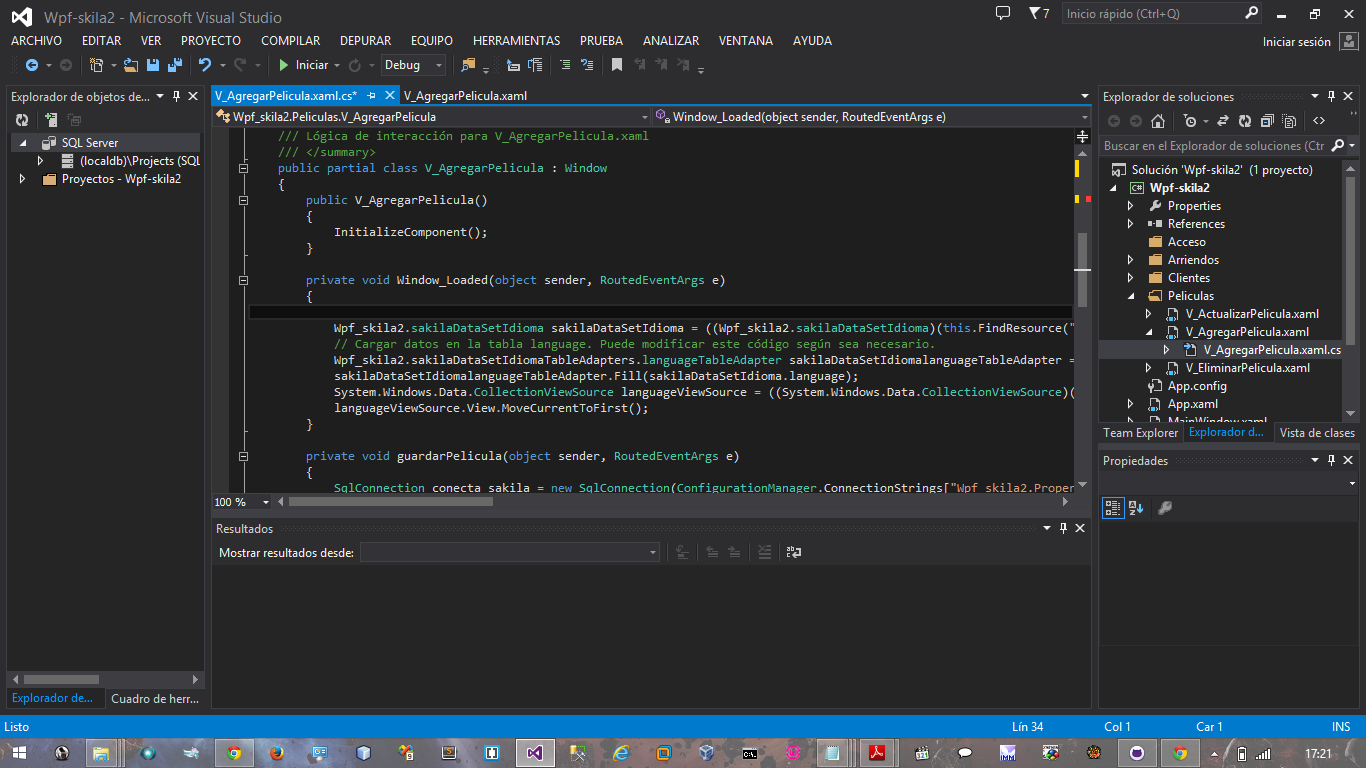 Wpf-skila2 - Microsoft Visual Studio
7
Inicio rápido (Ctrl+Q)
ARCHIVO EDITAR VER PROYECTO COMPILAR DEPURAR EQUIPO HERRAMIENTAS PRUEBA ANALIZAR VENTANA AYUDA
Iniciar sesión
Iniciar
Debug
Explorador de objetos de...
SQL Server
(localdb)\Projects (SQL
Proyectos - Wpf-skila2
Explorador de... Cuadro de herr...
V_AgregarPelicula.xaml.cs* V_AgregarPelicula.xaml
Wpf_skila2.Peliculas.V_AgregarPelicula Window_Loaded(object sender, RoutedEventArgs e)
/// Lógica de interacción para V_AgregarPelicula.xaml
/// </summary>
public partial class V_AgregarPelicula : Window
{
public V_AgregarPelicula()
{
InitializeComponent();
}
private void Window_Loaded(object sender, RoutedEventArgs e)
{
Wpf_skila2.sakilaDataSetIdioma sakilaDataSetIdioma = ((Wpf_skila2.sakilaDataSetIdioma)(this.FindResource("
// Cargar datos en la tabla language. Puede modificar este código según sea necesario.
Wpf_skila2.sakilaDataSetIdiomaTableAdapters.languageTableAdapter sakilaDataSetIdiomalanguageTableAdapter =
sakilaDataSetIdiomalanguageTableAdapter.Fill(sakilaDataSetIdioma.language);
System.Windows.Data.CollectionViewSource languageViewSource = ((System.Windows.Data.CollectionViewSource)(
languageViewSource.View.MoveCurrentToFirst();
}
private void guardarPelicula(object sender, RoutedEventArgs e)
{
SqlConnection conecta_sakila = new SqlConnection(ConfigurationManager.ConnectionStrings["Wpf_skila2.Proper
100 %
Resultados
Mostrar resultados desde:
Explorador de soluciones
Buscar en el Explorador de soluciones (Ctr
Solución 'Wpf-skila2' (1 proyecto)
C# Wpf-skila2
Properties
References
Acceso
Arriendos
Clientes
Peliculas
V_ActualizarPelicula.xaml
V_AgregarPelicula.xaml
V_AgregarPelicula.xaml.cs
V_EliminarPelicula.xaml
App.config
App.xaml
MainWindow.xaml
Team Explorer Explorador d... Vista de clases
Propiedades
Listo Lín 34 Col 1 Car 1 INS
17:21